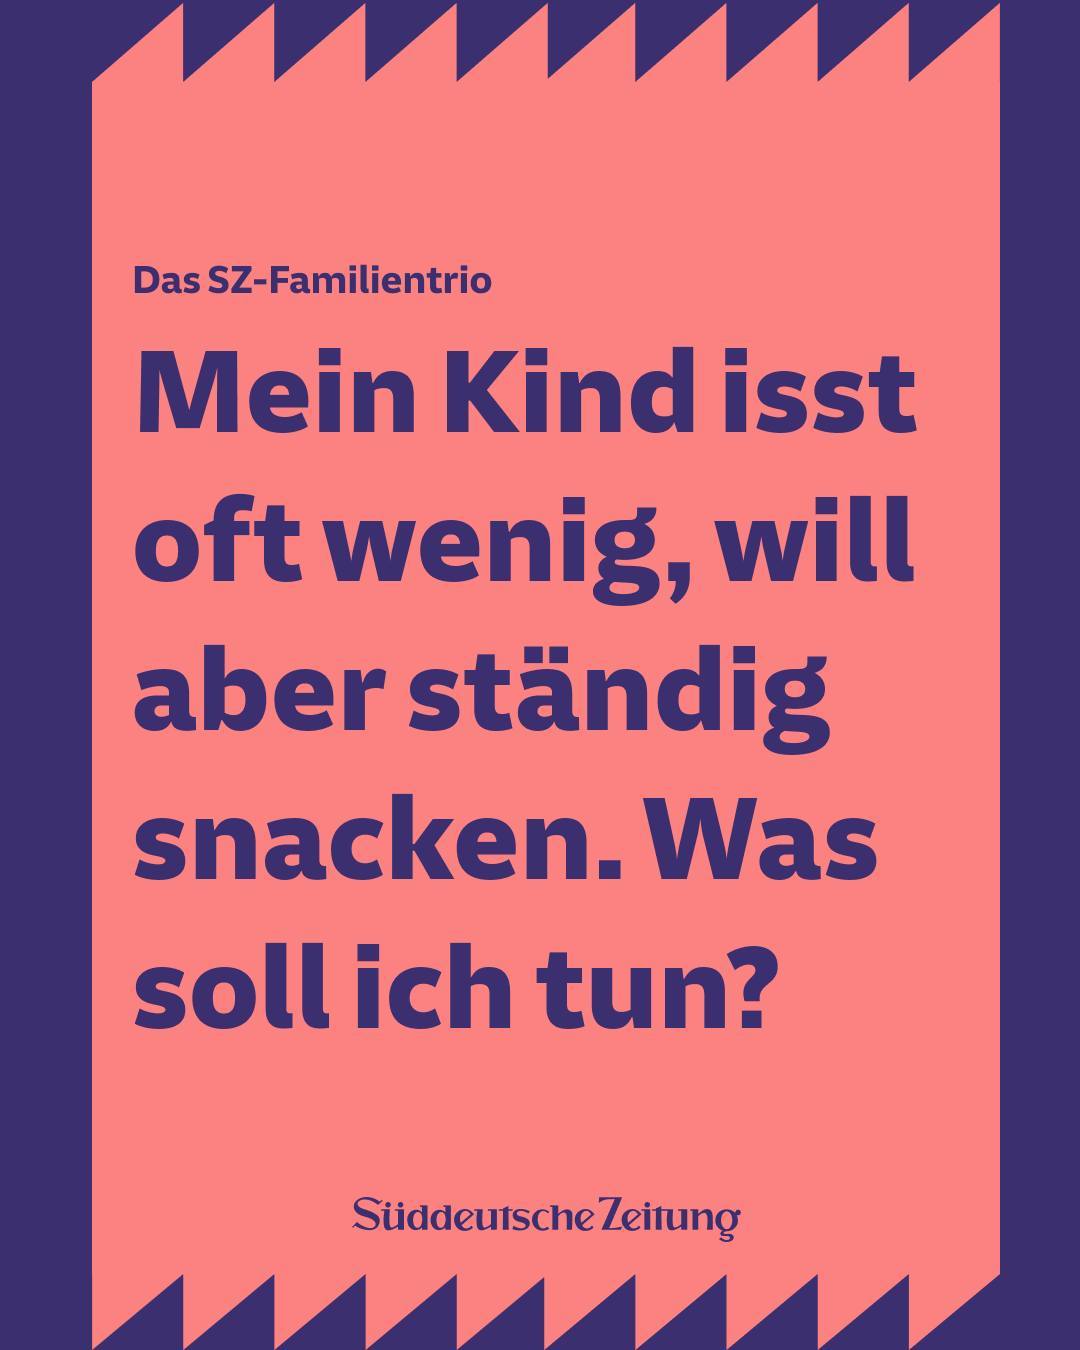 Das SZ-Familientrio
Mein Kind isst
oft wenig, will
aber ständig
snacken. Was
soll ich tun?
Süddeutsche Zeitung